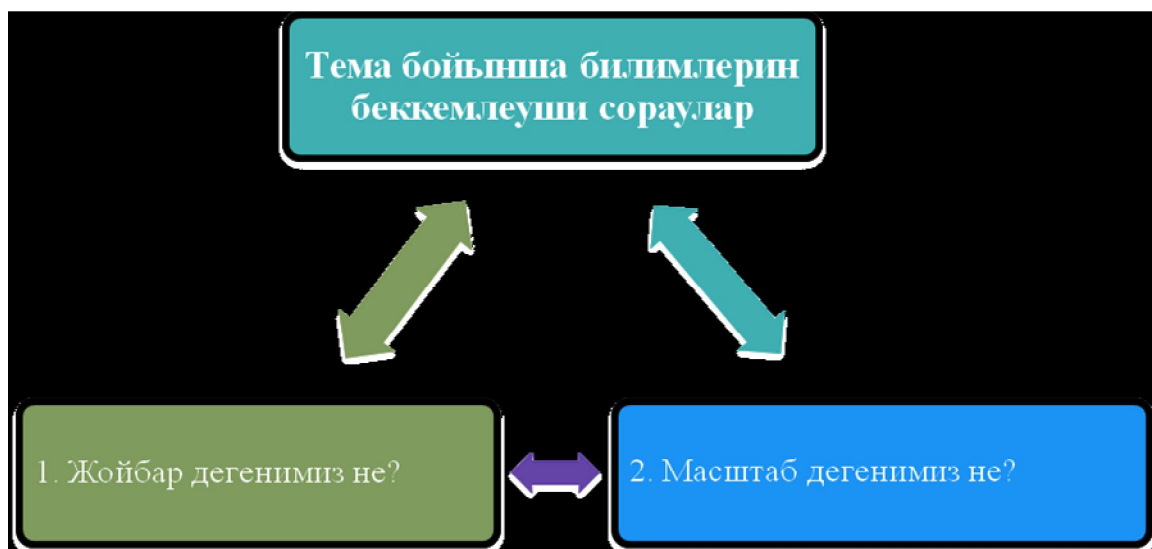 Тема бойынша билимлерин
беккемлеуши сораулар
1. Жойбар дегенимиз не?
2. Масштаб дегенимиз не?